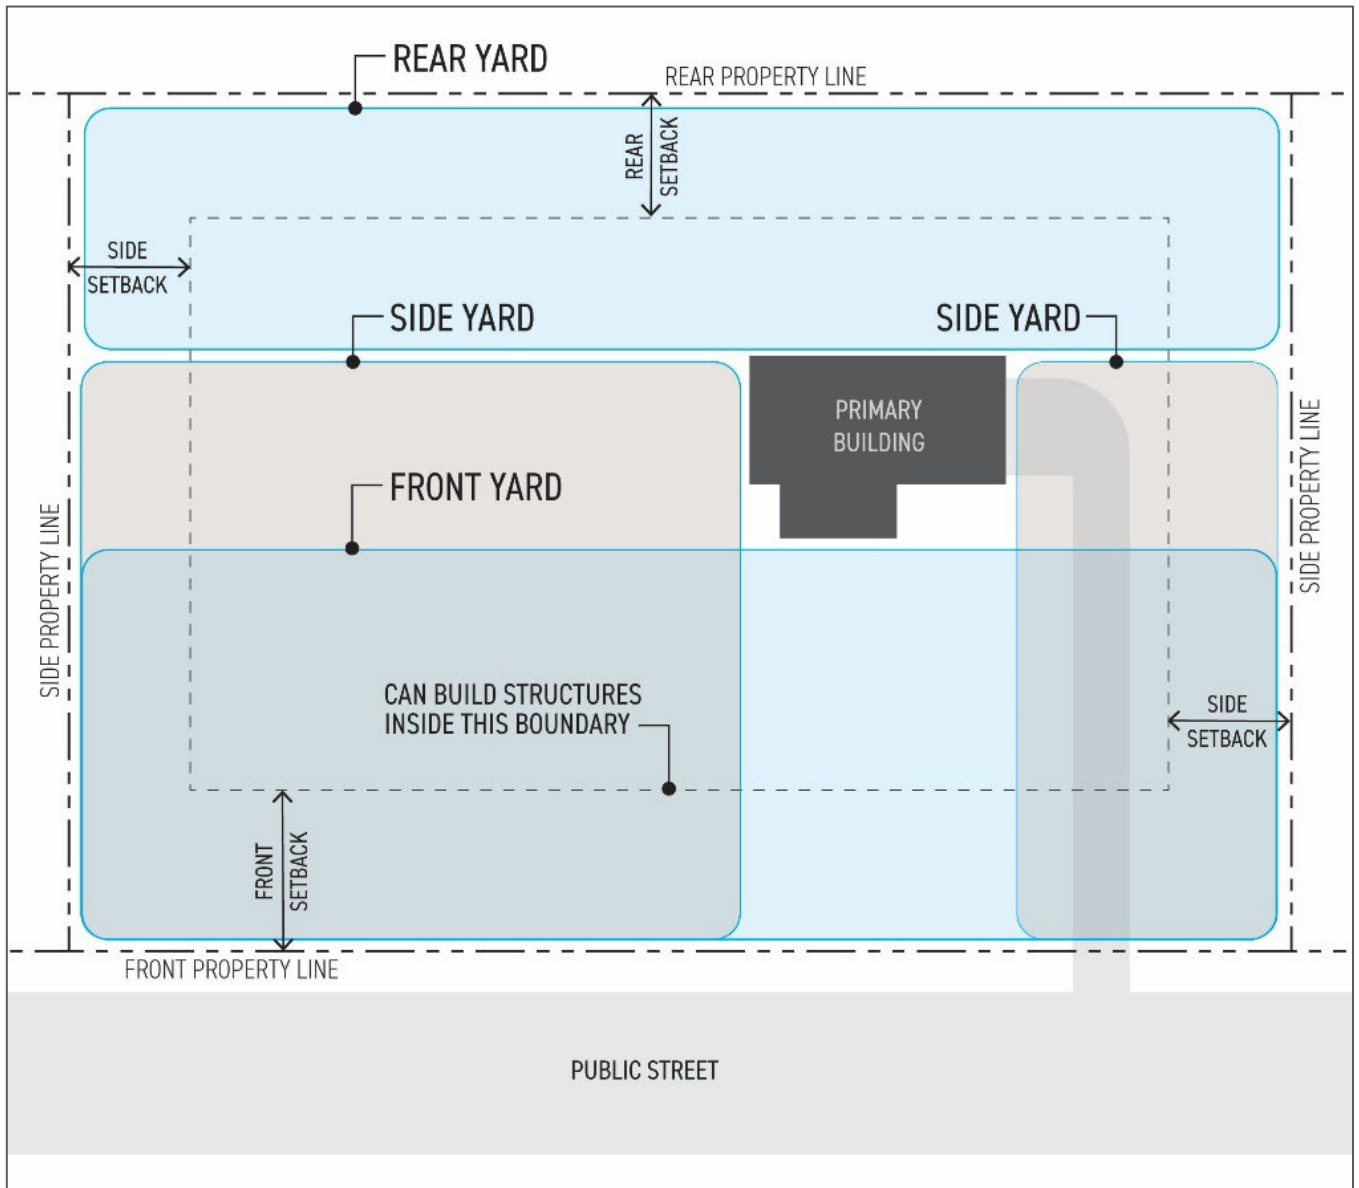 REAR YARD
REAR PROPERTY LINE
REAR
SETBACK
SIDE
SETBACK
SIDE YARD
SIDE YARD
PRIMARY
BUILDING
FRONT YARD
SIDE PROPERTY LINE
SIDE PROPERTY LINE
CAN BUILD STRUCTURES
INSIDE THIS BOUNDARY
SIDE
SETBACK
FRONT
SETBACK
FRONT PROPERTY LINE
PUBLIC STREET